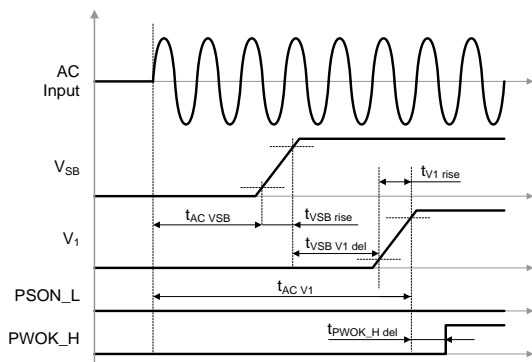 AC
Input
VSB
tV1 rise
tAC VSB
tVSB rise
V1
tVSB V1 del
tAC V1
PSON_L
tPWOK_H del
PWOK_H